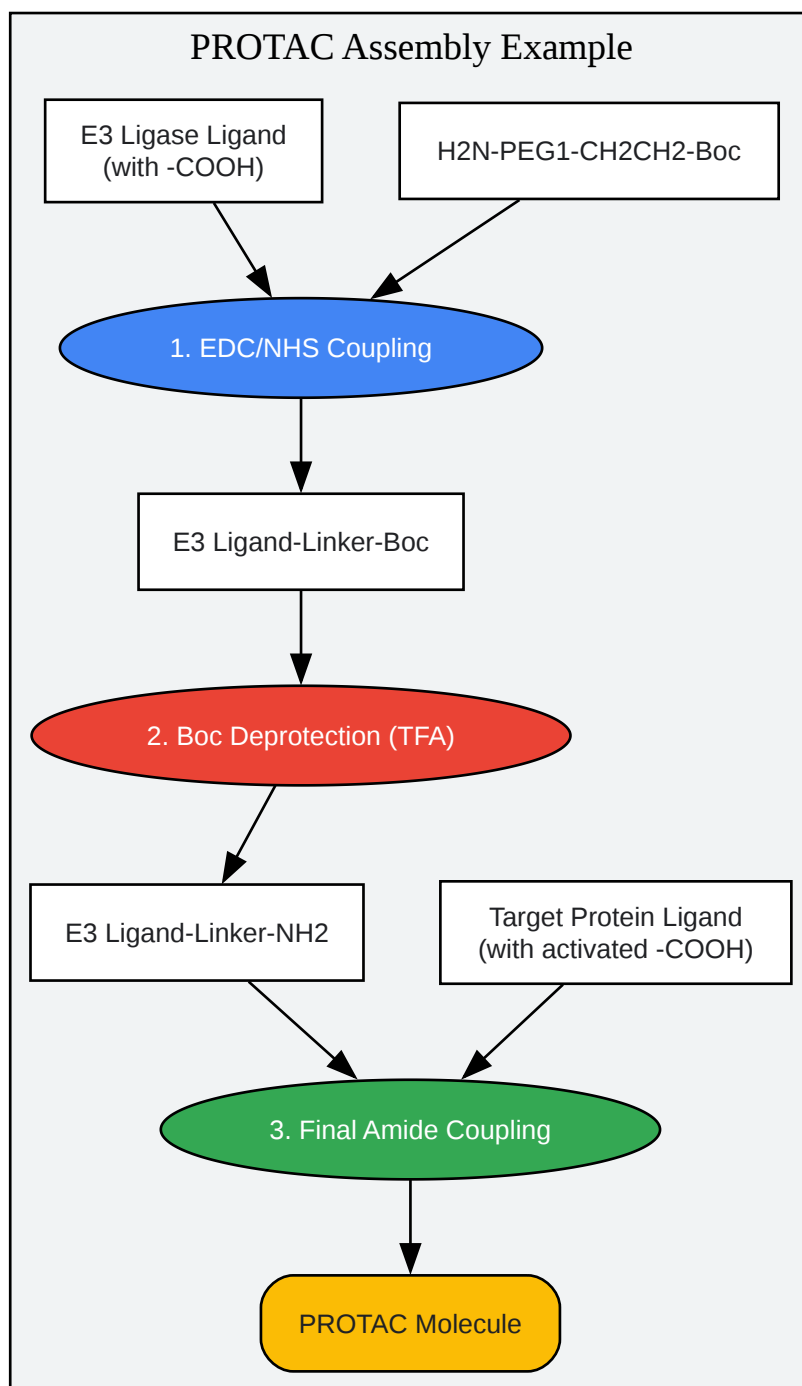 PROTAC Assembly Example
E3 Ligase Ligand
(with -COOH)
H2N-PEG1-CH2CH2-Boc
1. EDC/NHS Coupling
E3 Ligand-Linker-Boc
2. Boc Deprotection (TFA)
E3 Ligand-Linker-NH2
Target Protein Ligand
(with activated -COOH)
3. Final Amide Coupling
PROTAC Molecule